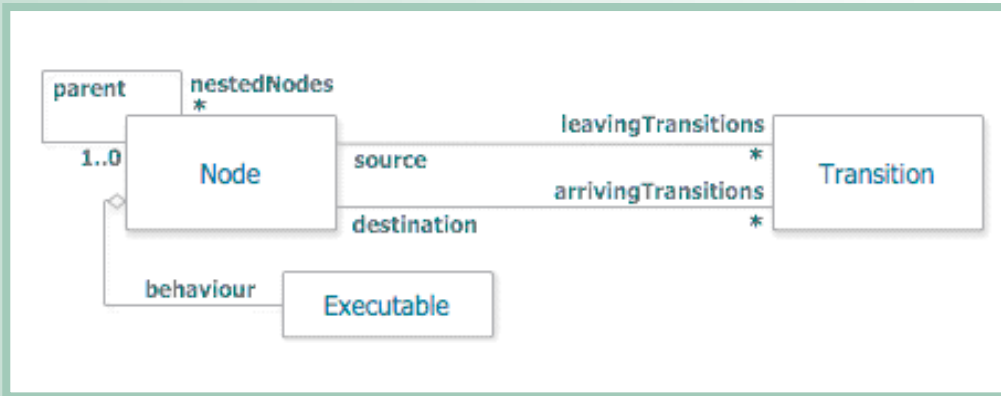 parent
nestedNodes
*
1..0
Node
source
destination
leavingTransitions
*
arrivingTransitions
*
Transition
behaviour
Executable